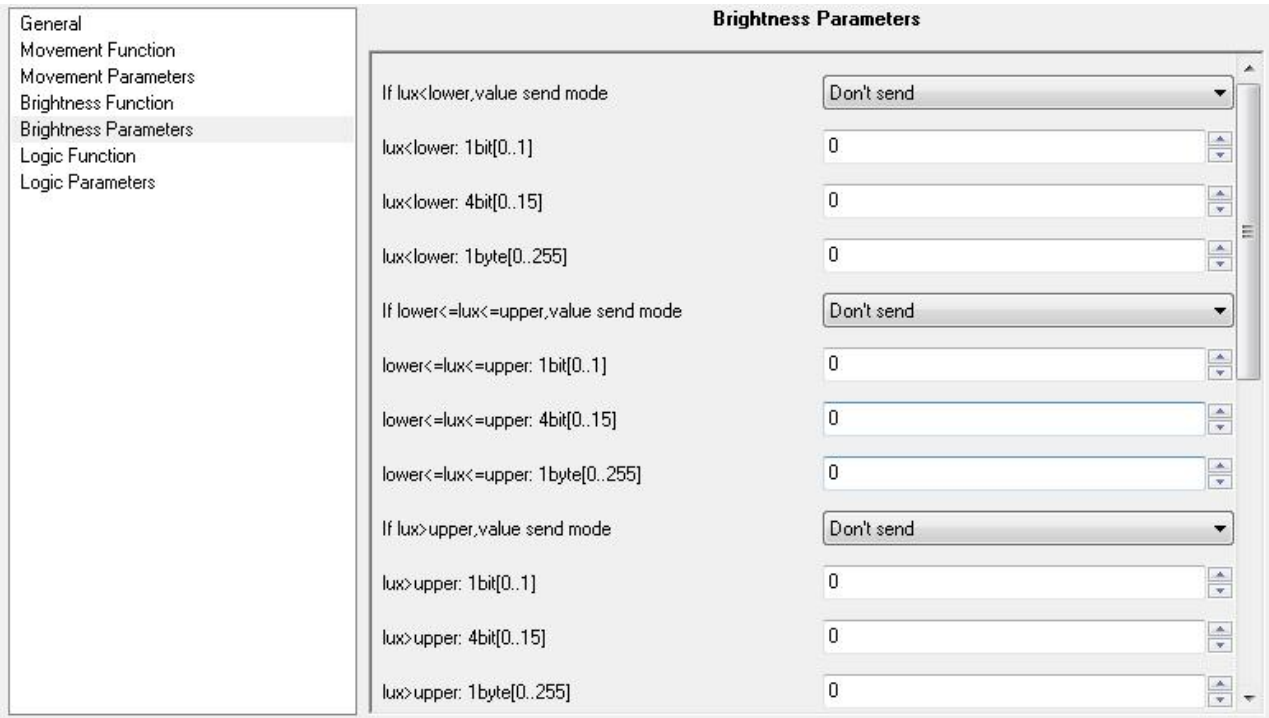 General
Movement Function
Movement Parameters
Brightness Function
Brightness Parameters
Logic Function
Logic Parameters
Brightness Parameters
If lux<lower,value send mode Don't send
lux<lower: 1bit[0..1] 0
lux<lower: 4bit[0..15] 0
lux<lower: 1byte[0..255] 0
If lower<=lux<=upper,value send mode Don't send
lower<=lux<=upper: 1bit[0..1] 0
lower<=lux<=upper: 4bit[0..15] 0
lower<=lux<=upper: 1byte[0..255] 0
If lux>upper,value send mode Don't send
lux>upper: 1bit[0..1] 0
lux>upper: 4bit[0..15] 0
lux>upper: 1byte[0..255] 0